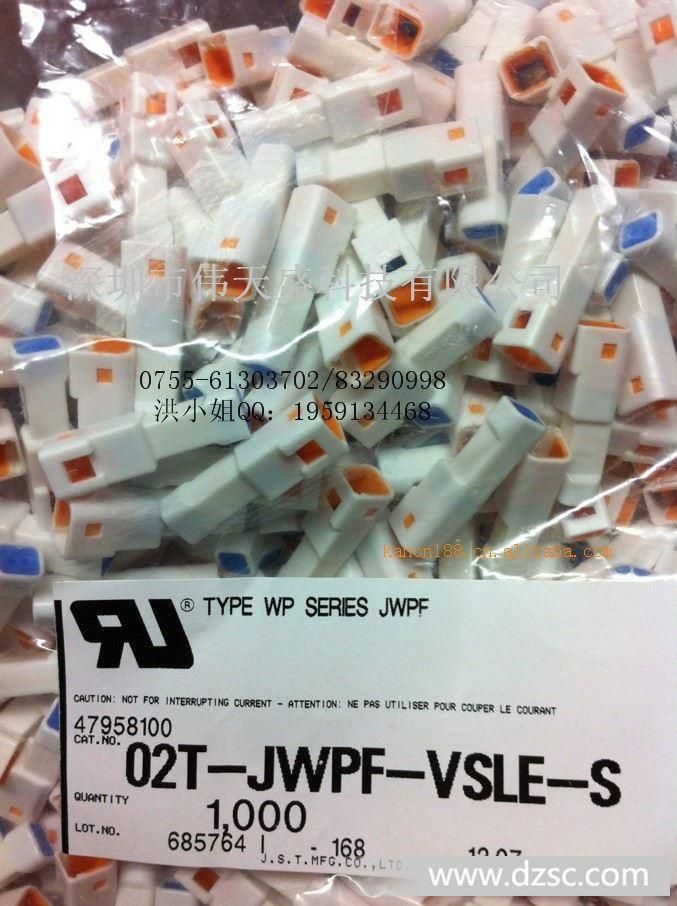 深圳市伟天盛科技有限公司
0755-61303702/83290998
洪小姐QQ：1959134468
kanon188.cn.alibaba.com
® TYPE WP SERIES JWPF
CAUTION: NOT FOR INTERRUPTING CURRENT - ATTENTION: NE PAS UTILISER POUR COUPER LE COURANT
47958100
CAT.NO. 02T-JWPF-VSLE-S
QUANTITY 1,000
LOT.NO. 685764 - 168
J.S.T.MFG.CO.,LTD.
www.dzsc.com